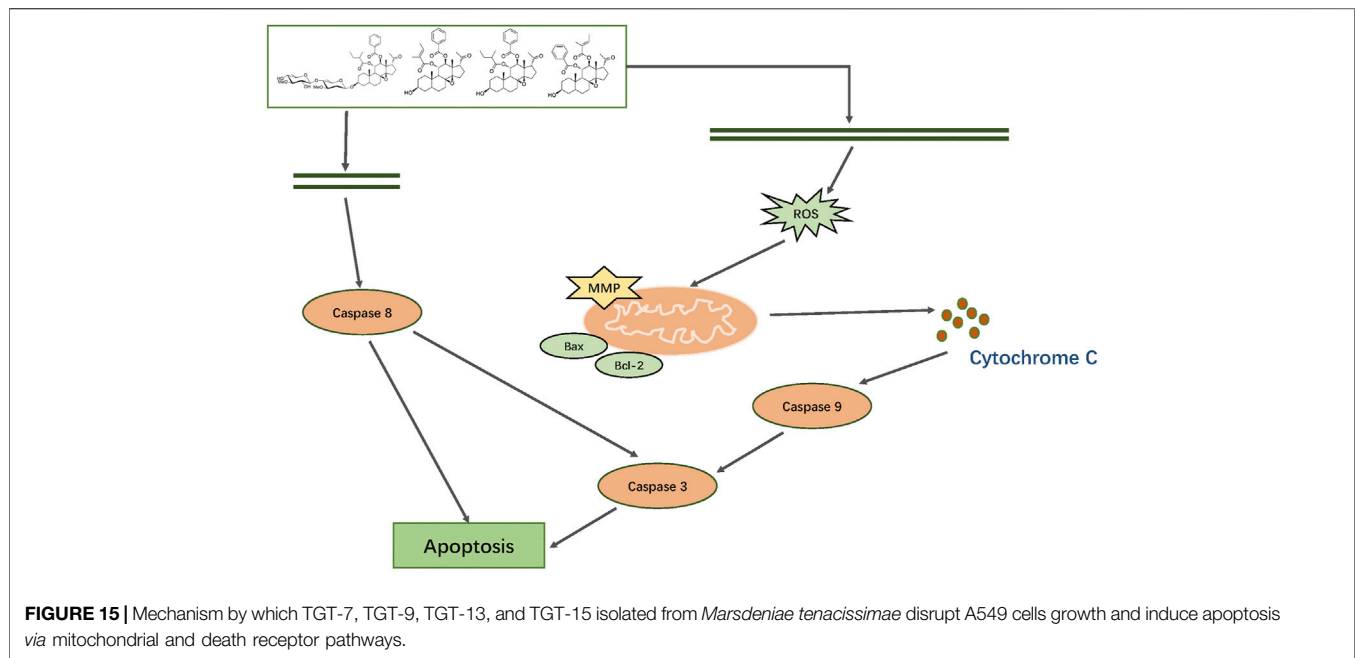 ROS
MMP
Caspase 8
Bax
Bcl-2
Cytochrome C
Caspase 9
Caspase 3
Apoptosis
FIGURE 15 | Mechanism by which TGT-7, TGT-9, TGT-13, and TGT-15 isolated from Marsdeniae tenacissimae disrupt A549 cells growth and induce apoptosis
via mitochondrial and death receptor pathways.